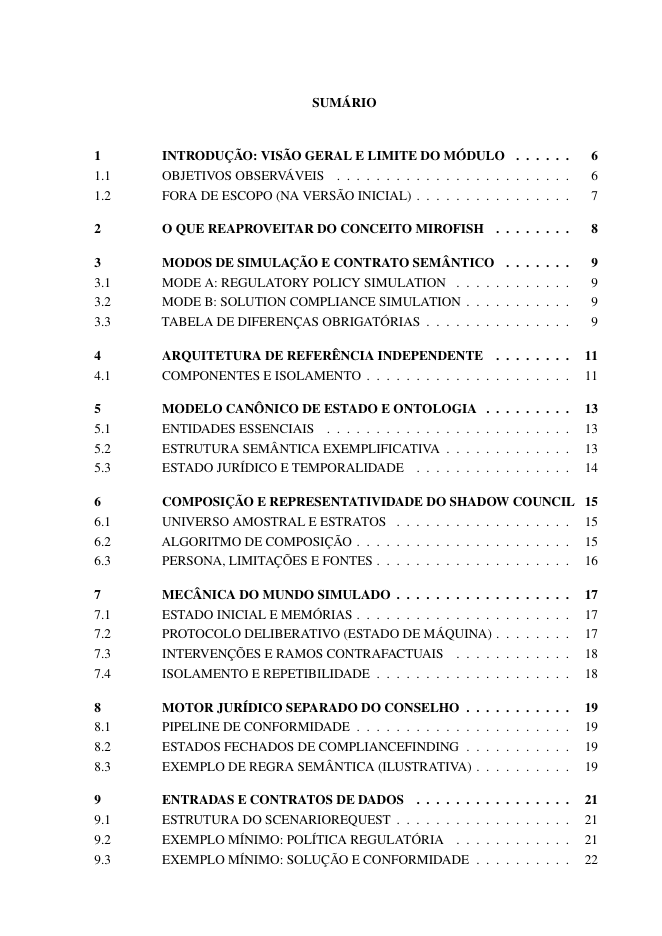 SUMÁRIO
1 INTRODUÇÃO: VISÃO GERAL E LIMITE DO MÓDULO . . . . . . 6
1.1 OBJETIVOS OBSERVÁVEIS . . . . . . . . . . . . . . . . . . . . . . . . 6
1.2 FORA DE ESCOPO (NA VERSÃO INICIAL) . . . . . . . . . . . . . . . . 7
2 O QUE REAPROVEITAR DO CONCEITO MIROFISH . . . . . . . . 8
3 MODOS DE SIMULAÇÃO E CONTRATO SEMÂNTICO . . . . . . . 9
3.1 MODE A: REGULATORY POLICY SIMULATION . . . . . . . . . . . . 9
3.2 MODE B: SOLUTION COMPLIANCE SIMULATION . . . . . . . . . . . 9
3.3 TABELA DE DIFERENÇAS OBRIGATÓRIAS . . . . . . . . . . . . . . . 9
4 ARQUITETURA DE REFERÊNCIA INDEPENDENTE . . . . . . . . 11
4.1 COMPONENTES E ISOLAMENTO . . . . . . . . . . . . . . . . . . . . . 11
5 MODELO CANÔNICO DE ESTADO E ONTOLOGIA . . . . . . . . . 13
5.1 ENTIDADES ESSENCIAIS . . . . . . . . . . . . . . . . . . . . . . . . . 13
5.2 ESTRUTURA SEMÂNTICA EXEMPLIFICATIVA . . . . . . . . . . . . . 13
5.3 ESTADO JURÍDICO E TEMPORALIDADE . . . . . . . . . . . . . . . . 14
6 COMPOSIÇÃO E REPRESENTATIVIDADE DO SHADOW COUNCIL 15
6.1 UNIVERSO AMOSTRAL E ESTRATOS . . . . . . . . . . . . . . . . . . 15
6.2 ALGORITMO DE COMPOSIÇÃO . . . . . . . . . . . . . . . . . . . . . . 15
6.3 PERSONA, LIMITAÇÕES E FONTES . . . . . . . . . . . . . . . . . . . . 16
7 MECÂNICA DO MUNDO SIMULADO . . . . . . . . . . . . . . . . . . 17
7.1 ESTADO INICIAL E MEMÓRIAS . . . . . . . . . . . . . . . . . . . . . . 17
7.2 PROTOCOLO DELIBERATIVO (ESTADO DE MÁQUINA) . . . . . . . . 17
7.3 INTERVENÇÕES E RAMOS CONTRAFACTUAIS . . . . . . . . . . . . 18
7.4 ISOLAMENTO E REPETIBILIDADE . . . . . . . . . . . . . . . . . . . . 18
8 MOTOR JURÍDICO SEPARADO DO CONSELHO . . . . . . . . . . . 19
8.1 PIPELINE DE CONFORMIDADE . . . . . . . . . . . . . . . . . . . . . . 19
8.2 ESTADOS FECHADOS DE COMPLIANCEFINDING . . . . . . . . . . . 19
8.3 EXEMPLO DE REGRA SEMÂNTICA (ILUSTRATIVA) . . . . . . . . . . 19
9 ENTRADAS E CONTRATOS DE DADOS . . . . . . . . . . . . . . . . 21
9.1 ESTRUTURA DO SCENARIOREQUEST . . . . . . . . . . . . . . . . . . 21
9.2 EXEMPLO MÍNIMO: POLÍTICA REGULATÓRIA . . . . . . . . . . . . 21
9.3 EXEMPLO MÍNIMO: SOLUÇÃO E CONFORMIDADE . . . . . . . . . . 22